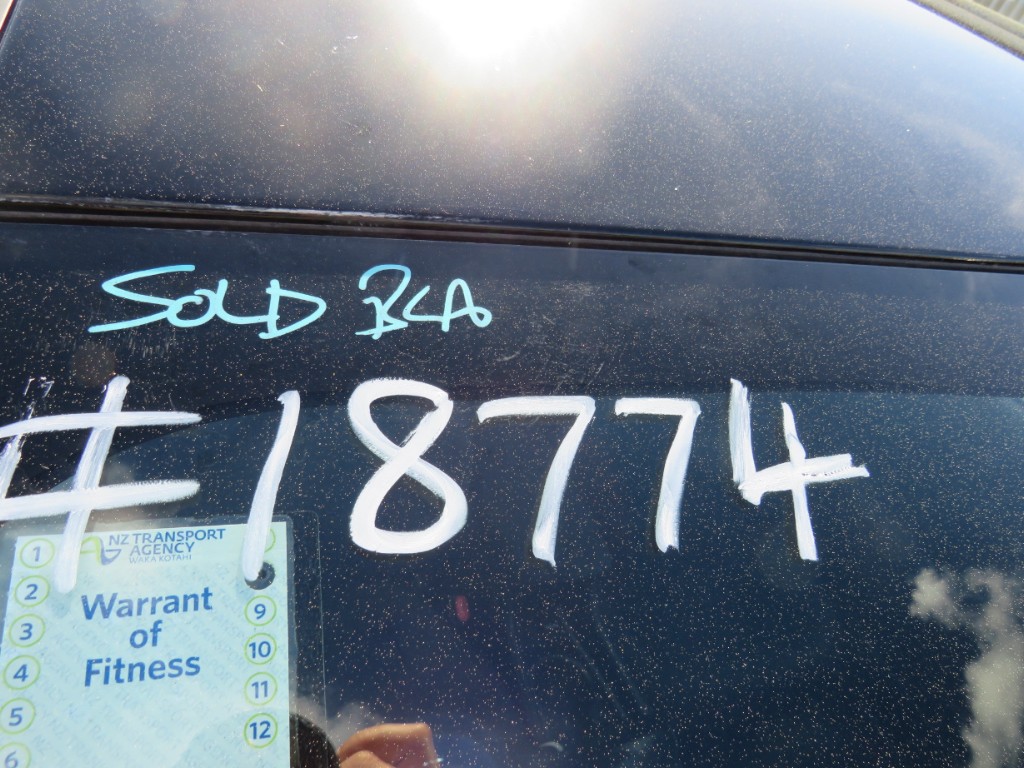 SOLD BCA
#18774
NZ TRANSPORT
AGENCY
WAKA KOTAHI
Warrant
of
Fitness
1
2
3
4
5
6
9
10
11
12